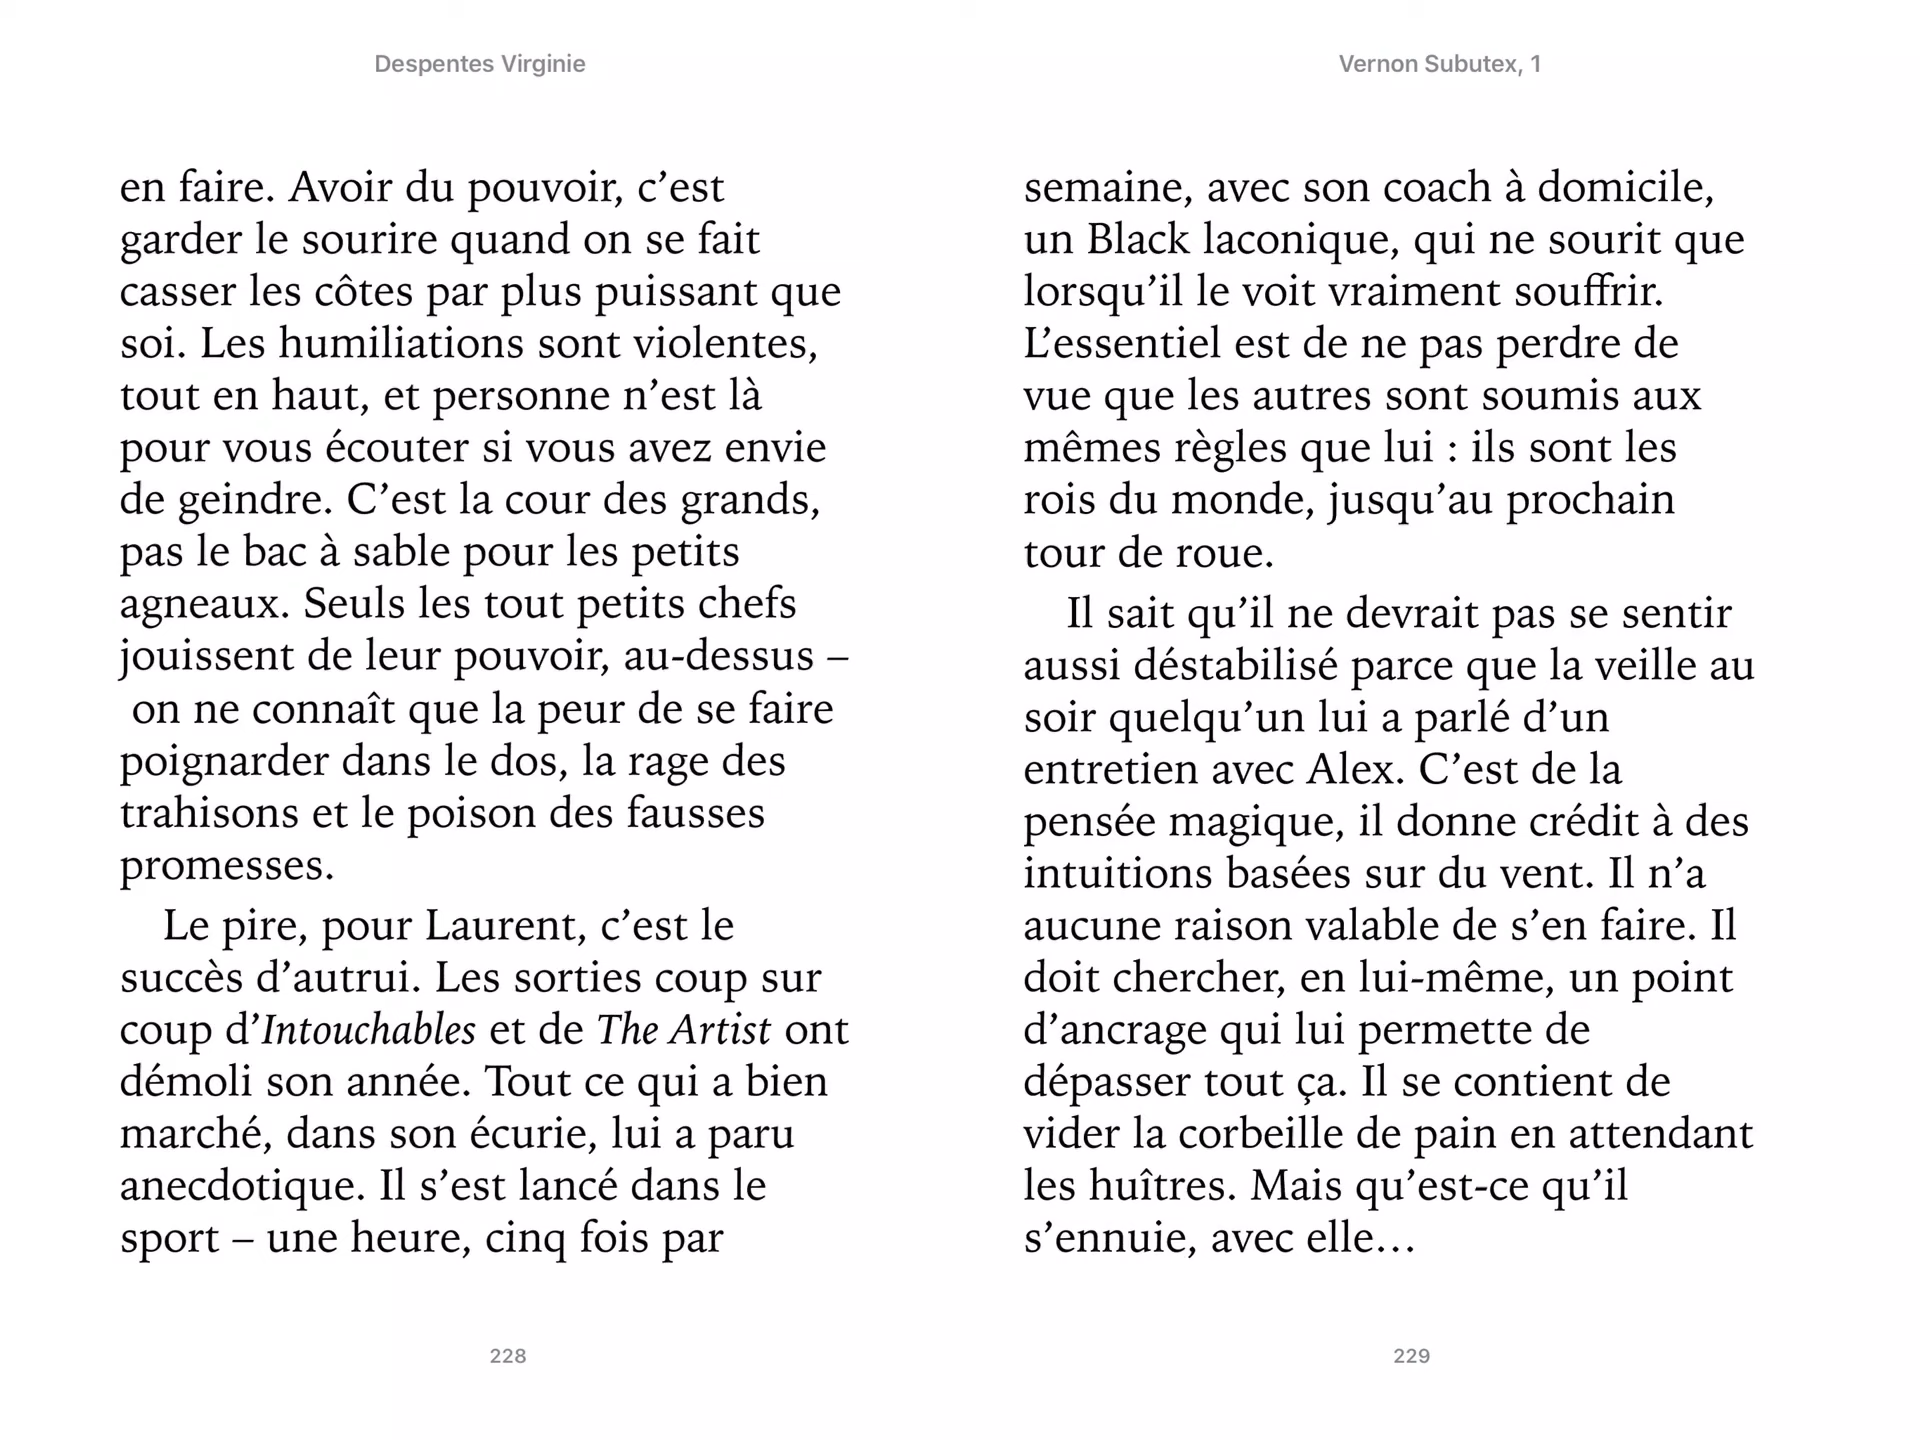 Despentes Virginie
en faire. Avoir du pouvoir, c’est
garder le sourire quand on se fait
casser les côtes par plus puissant que
soi. Les humiliations sont violentes,
tout en haut, et personne n’est là
pour vous écouter si vous avez envie
de geindre. C’est la cour des grands,
pas le bac à sable pour les petits
agneaux. Seuls les tout petits chefs
jouissent de leur pouvoir, au-dessus –
on ne connaît que la peur de se faire
poignarder dans le dos, la rage des
trahisons et le poison des fausses
promesses.
Le pire, pour Laurent, c’est le
succès d’autrui. Les sorties coup sur
coup d’Intouchables et de The Artist ont
démoli son année. Tout ce qui a bien
marché, dans son écurie, lui a paru
anecdotique. Il s’est lancé dans le
sport – une heure, cinq fois par
228
Vernon Subutex, 1
semaine, avec son coach à domicile,
un Black laconique, qui ne sourit que
lorsqu’il le voit vraiment souffrir.
L’essentiel est de ne pas perdre de
vue que les autres sont soumis aux
mêmes règles que lui : ils sont les
rois du monde, jusqu’au prochain
tour de roue.
Il sait qu’il ne devrait pas se sentir
aussi déstabilisé parce que la veille au
soir quelqu’un lui a parlé d’un
entretien avec Alex. C’est de la
pensée magique, il donne crédit à des
intuitions basées sur du vent. Il n’a
aucune raison valable de s’en faire. Il
doit chercher, en lui-même, un point
d’ancrage qui lui permette de
dépasser tout ça. Il se contient de
vider la corbeille de pain en attendant
les huîtres. Mais qu’est-ce qu’il
s’ennuie, avec elle…
229